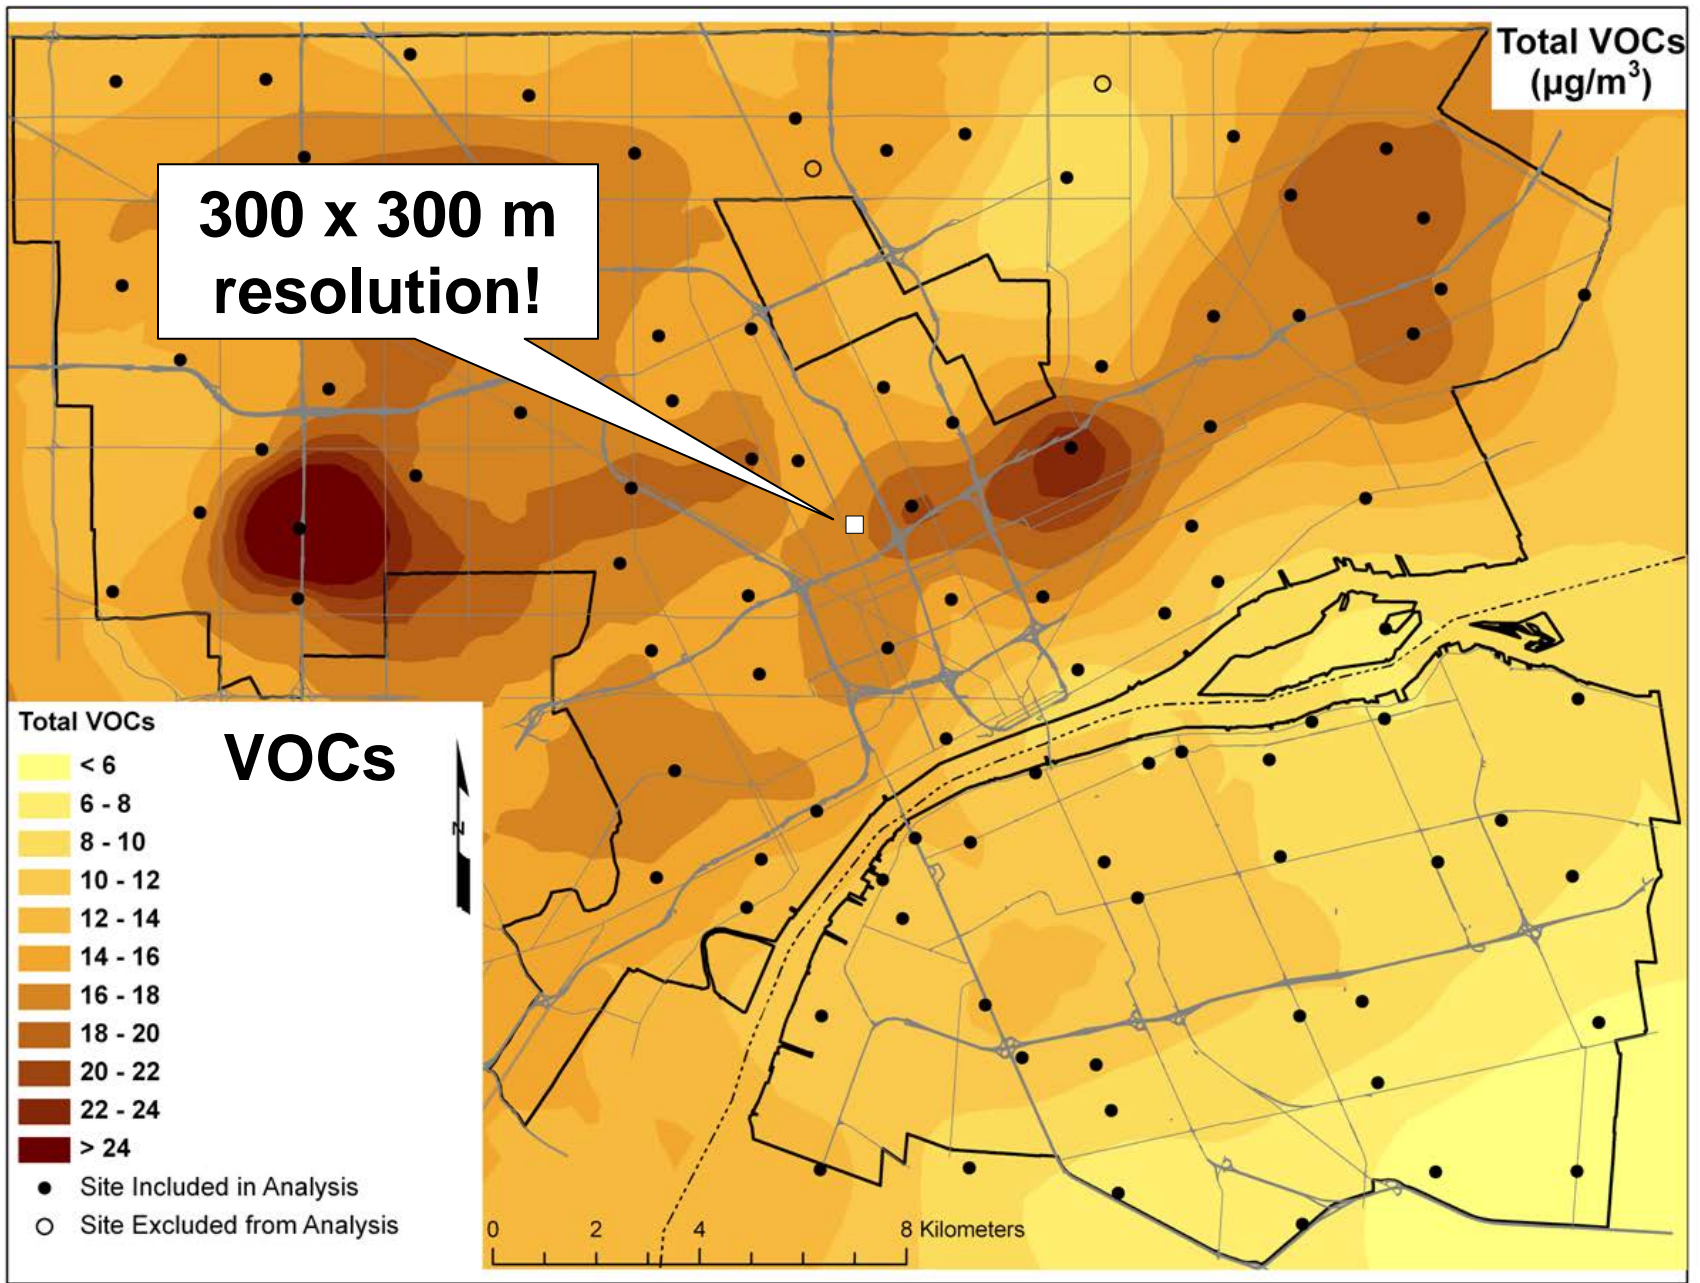 Total VOCs
(µg/m³)
300 x 300 m
resolution!
Total VOCs
VOCs
< 6
6 - 8
8 - 10
10 - 12
12 - 14
14 - 16
16 - 18
18 - 20
20 - 22
22 - 24
> 24
Site Included in Analysis
Site Excluded from Analysis
N
0 2 4 8 Kilometers